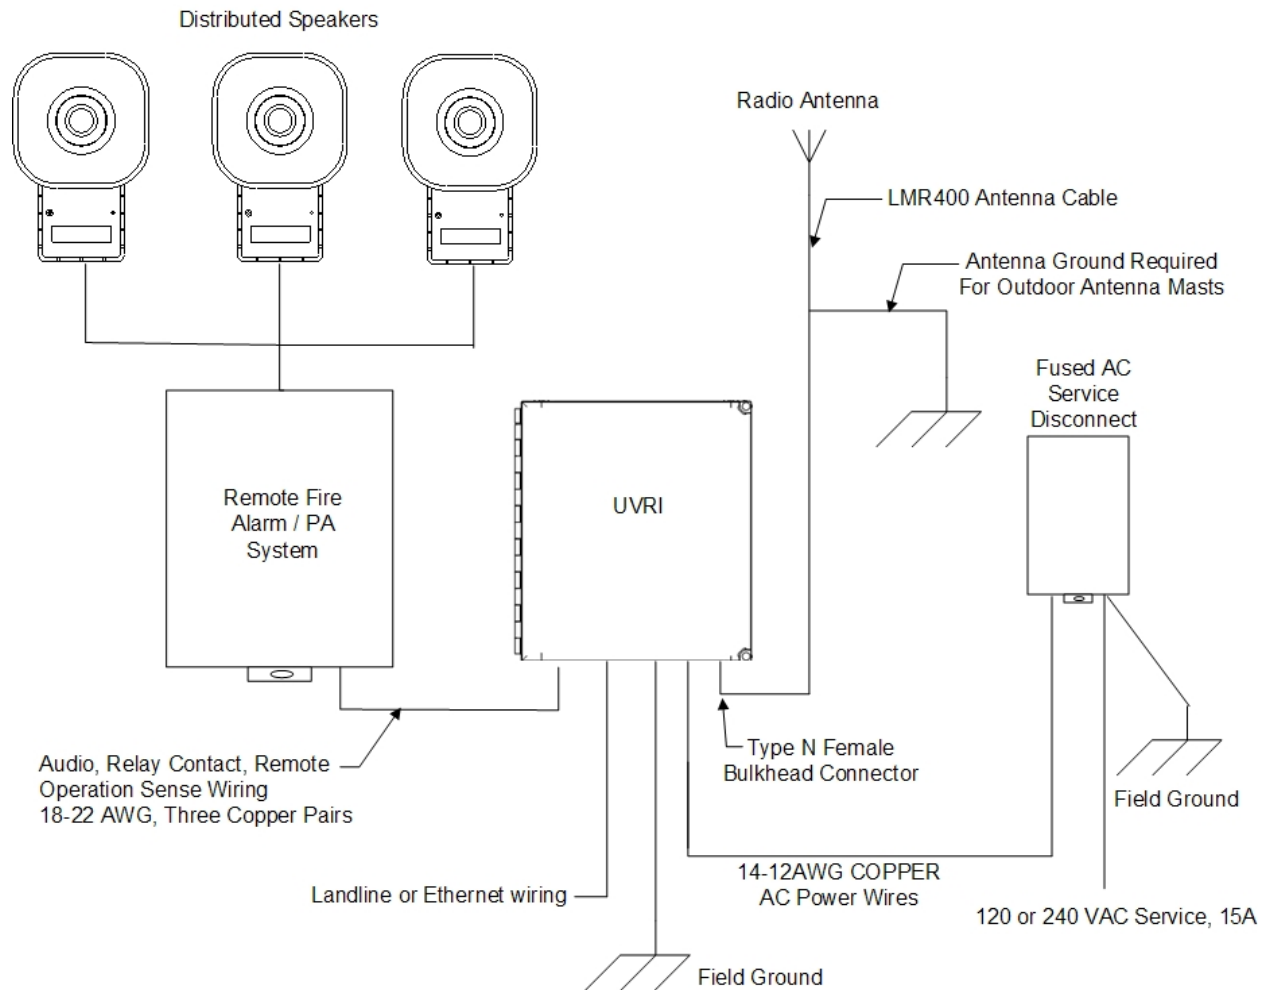 Distributed Speakers
Radio Antenna
LMR400 Antenna Cable
Antenna Ground Required
For Outdoor Antenna Masts
Fused AC
Service
Disconnect
Remote Fire
Alarm / PA
System
UVRI
Audio, Relay Contact, Remote
Operation Sense Wiring
18-22 AWG, Three Copper Pairs
Type N Female
Bulkhead Connector
Field Ground
14-12AWG COPPER
AC Power Wires
Landline or Ethernet wiring
120 or 240 VAC Service, 15A
Field Ground